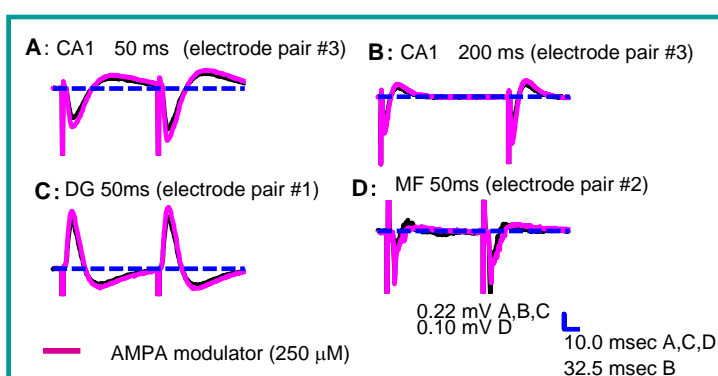 A: CA1 50 ms (electrode pair #3)
B: CA1 200 ms (electrode pair #3)
C: DG 50ms (electrode pair #1)
D: MF 50ms (electrode pair #2)
0.22 mV A,B,C
0.10 mV D
10.0 msec A,C,D
32.5 msec B
AMPA modulator (250 μM)